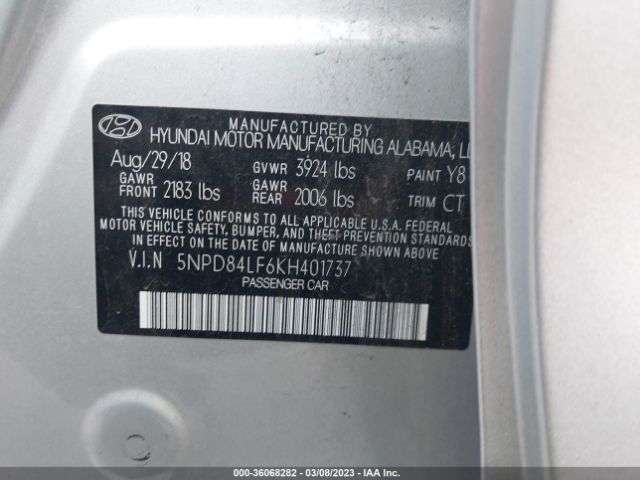 MANUFACTURED BY
HYUNDAI MOTOR MANUFACTURING ALABAMA,
Aug/29/18 GVWR 3924 lbs PAINT Y8
GAWR FRONT 2183 lbs GAWR REAR 2006 lbs TRIM CT
THIS VEHICLE CONFORMS TO ALL APPLICABLE U.S.A. FEDERAL
MOTOR VEHICLE SAFETY, BUMPER, AND THEFT PREVENTION STANDARDS
IN EFFECT ON THE DATE OF MANUFACTURE SHOWN ABOVE
V.I.N 5NPD84LF6KH401737
PASSENGER CAR
000-36068282 - 03/08/2023 - IAA Inc.